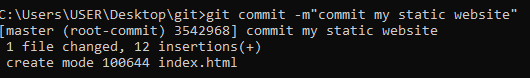 C:\Users\USER\Desktop\git>git commit -m"commit my static website"
[master (root-commit) 3542968] commit my static website
 1 file changed, 12 insertions(+)
 create mode 100644 index.html